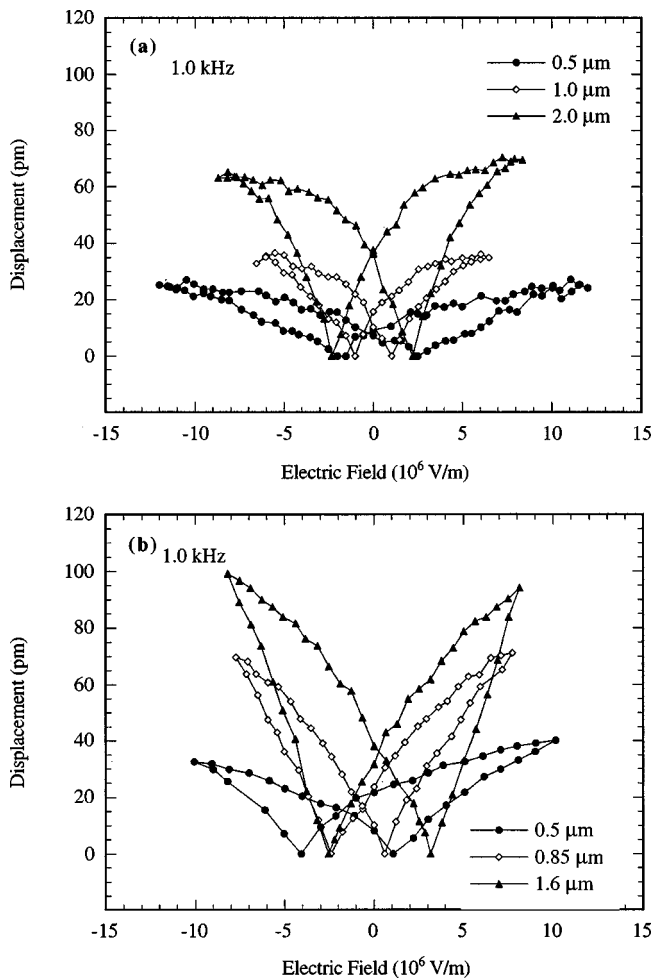 (a)
1.0 kHz
0.5 µm
1.0 µm
2.0 µm
120
100
80
60
40
20
0
Displacement (pm)
-15
-10
-5
0
5
10
15
Electric Field (10⁶ V/m)
(b)
1.0 kHz
0.5 µm
0.85 µm
1.6 µm
120
100
80
60
40
20
0
Displacement (pm)
-15
-10
-5
0
5
10
15
Electric Field (10⁶ V/m)